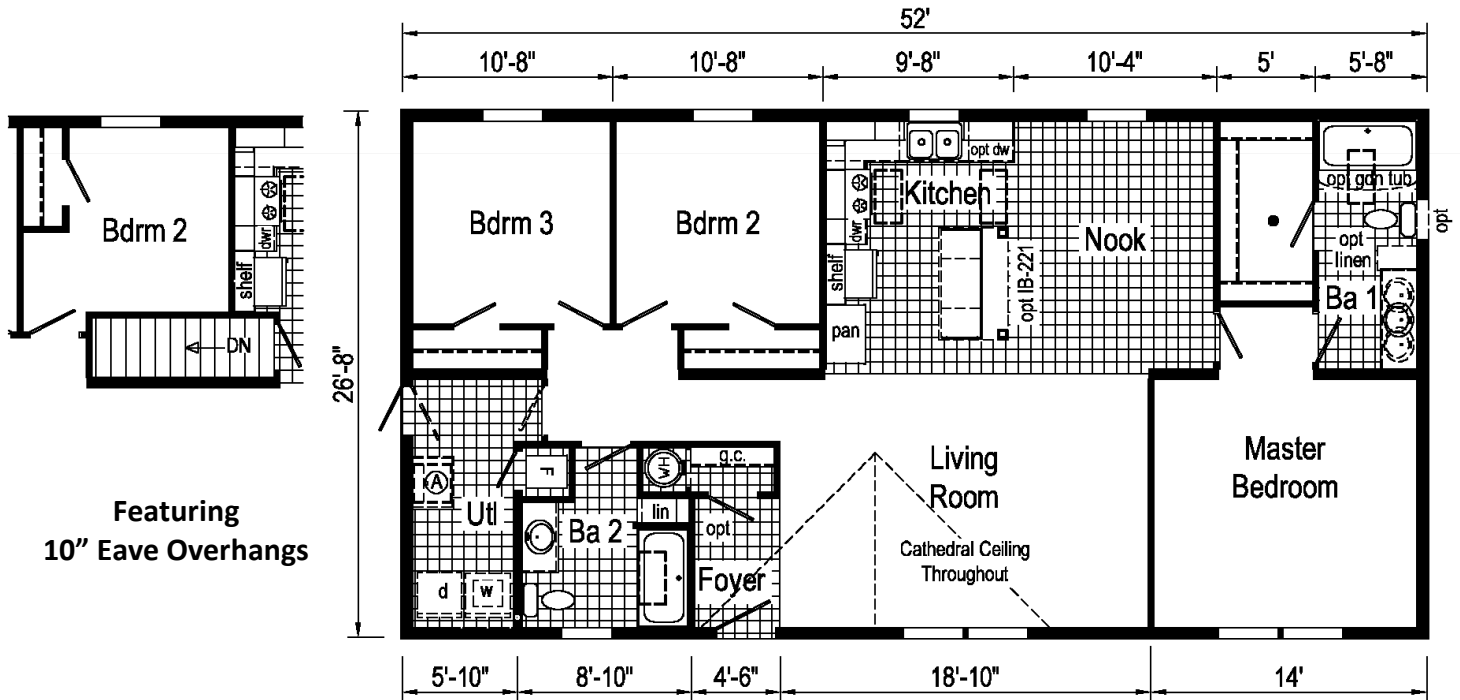 52'
10'-8"
10'-8"
9'-8"
10'-4"
5'
5'-8"
26'-8"
Bdrm 2
dwr
shelf
DN
Featuring
10" Eave Overhangs
Bdrm 3
Bdrm 2
opt dw
Kitchen
dwr
shelf
pan
opt IB-221
Nook
opt gdn tub
opt
opt
linen
Ba 1
A
Utl
F
d
w
Ba 2
WH
g.c.
lin
opt
Foyer
Living
Room
Cathedral Ceiling
Throughout
Master
Bedroom
5'-10"
8'-10"
4'-6"
18'-10"
14'